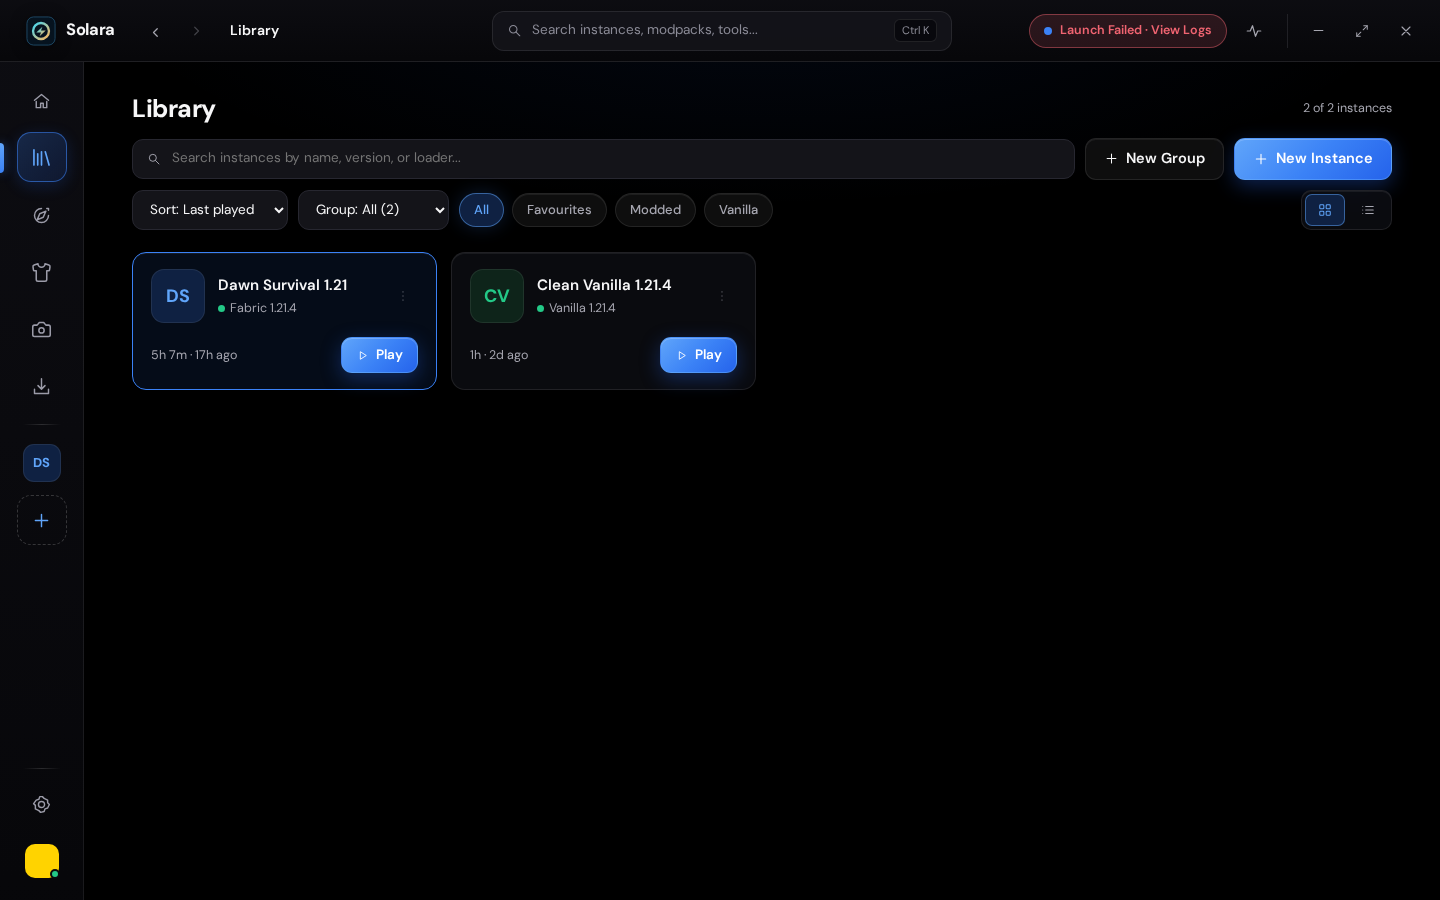 Solara
Library
Search instances, modpacks, tools...
Ctrl K
Launch Failed · View Logs
Library
2 of 2 instances
Search instances by name, version, or loader...
New Group
New Instance
Sort: Last played
Group: All (2)
All
Favourites
Modded
Vanilla
DS
Dawn Survival 1.21
Fabric 1.21.4
5h 7m · 17h ago
Play
CV
Clean Vanilla 1.21.4
Vanilla 1.21.4
1h · 2d ago
Play
DS